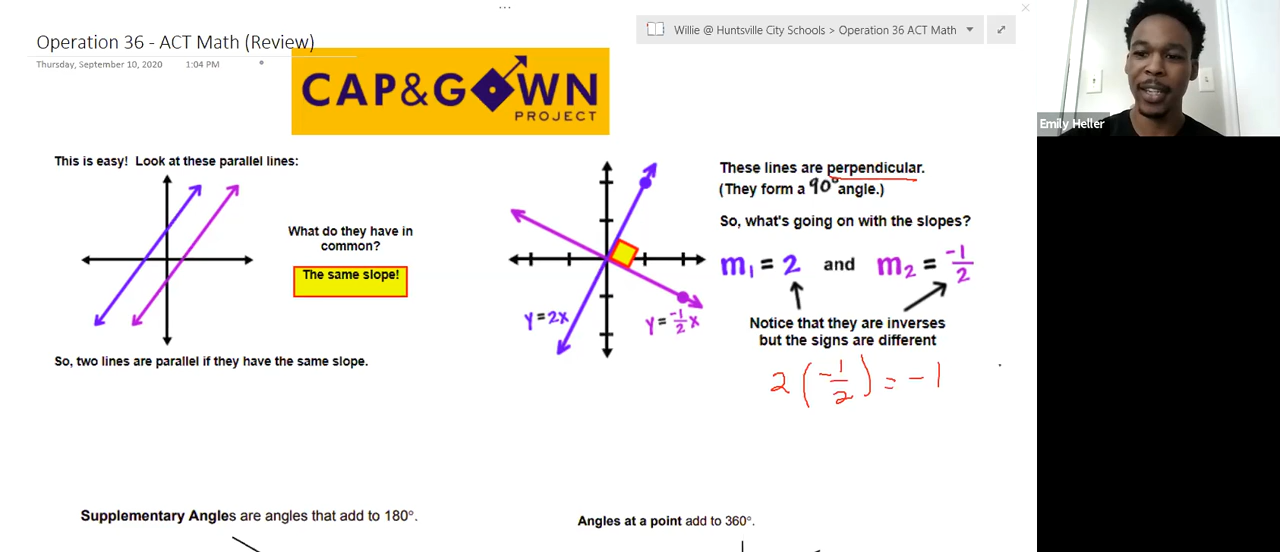 Operation 36 - ACT Math (Review)
Thursday, September 10, 2020 1:04 PM
Willie @ Huntsville City Schools > Operation 36 ACT Math
Emily Heller
CAP&GOWN
PROJECT
This is easy! Look at these parallel lines:
What do they have in
common?
The same slope!
So, two lines are parallel if they have the same slope.
y=2x
y=-1/2x
These lines are perpendicular.
(They form a 90° angle.)
So, what's going on with the slopes?
m₁ = 2 and m₂ = -1/2
Notice that they are inverses
but the signs are different
2(-1/2) = -1
Supplementary Angles are angles that add to 180°.
Angles at a point add to 360°.